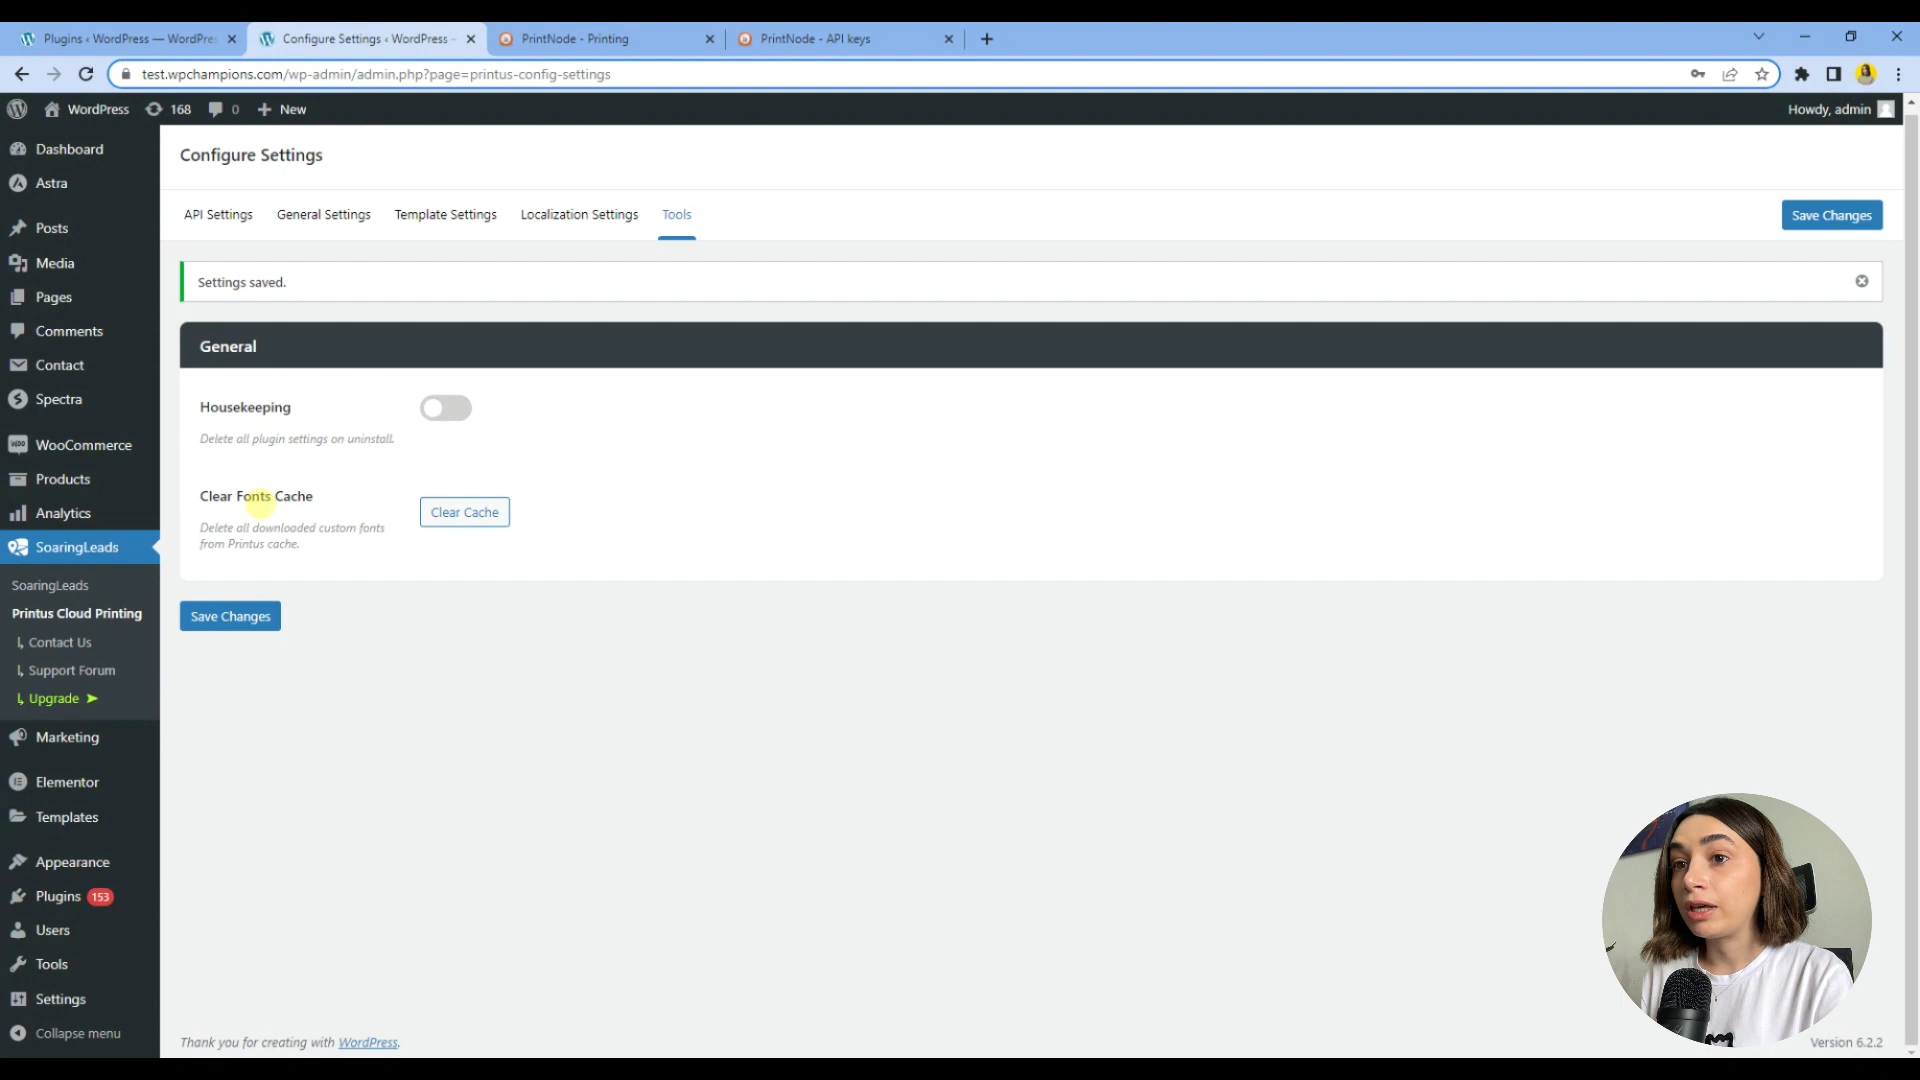 Plugins ‹ WordPress — WordPres
Configure Settings ‹ WordPress -
PrintNode - Printing
PrintNode - API keys
test.wpchampions.com/wp-admin/admin.php?page=printus-config-settings
WordPress
168
0
New
Howdy, admin
Dashboard
Astra
Posts
Media
Pages
Comments
Contact
Spectra
WooCommerce
Products
Analytics
SoaringLeads
SoaringLeads
Printus Cloud Printing
Contact Us
Support Forum
Upgrade ➤
Marketing
Elementor
Templates
Appearance
Plugins 153
Users
Tools
Settings
Collapse menu
Configure Settings
API Settings
General Settings
Template Settings
Localization Settings
Tools
Save Changes
Settings saved.
General
Housekeeping
Delete all plugin settings on uninstall.
Clear Fonts Cache
Delete all downloaded custom fonts
from Printus cache.
Clear Cache
Save Changes
Thank you for creating with WordPress.
Version 6.2.2